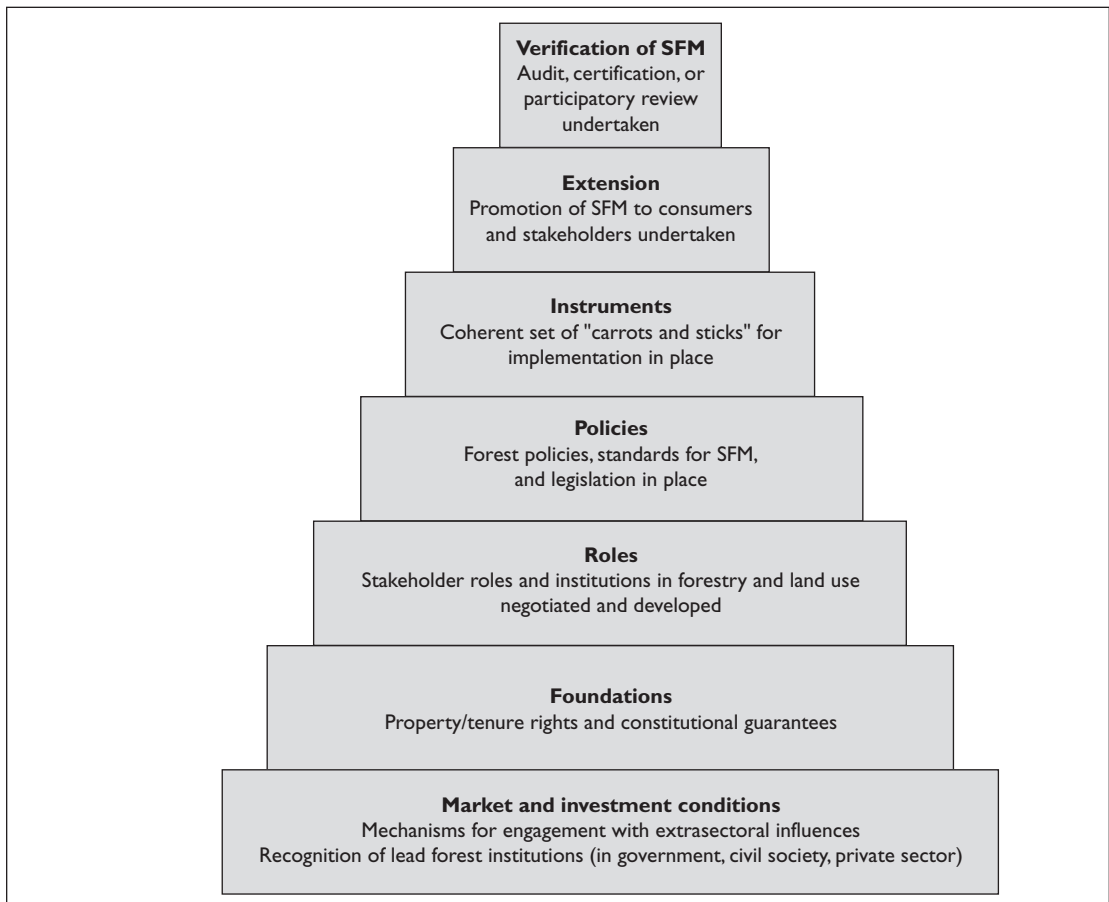 Verification of SFM
Audit, certification, or
participatory review
undertaken
Extension
Promotion of SFM to consumers
and stakeholders undertaken
Instruments
Coherent set of "carrots and sticks" for
implementation in place
Policies
Forest policies, standards for SFM,
and legislation in place
Roles
Stakeholder roles and institutions in forestry and land use
negotiated and developed
Foundations
Property/tenure rights and constitutional guarantees
Market and investment conditions
Mechanisms for engagement with extrasectoral influences
Recognition of lead forest institutions (in government, civil society, private sector)